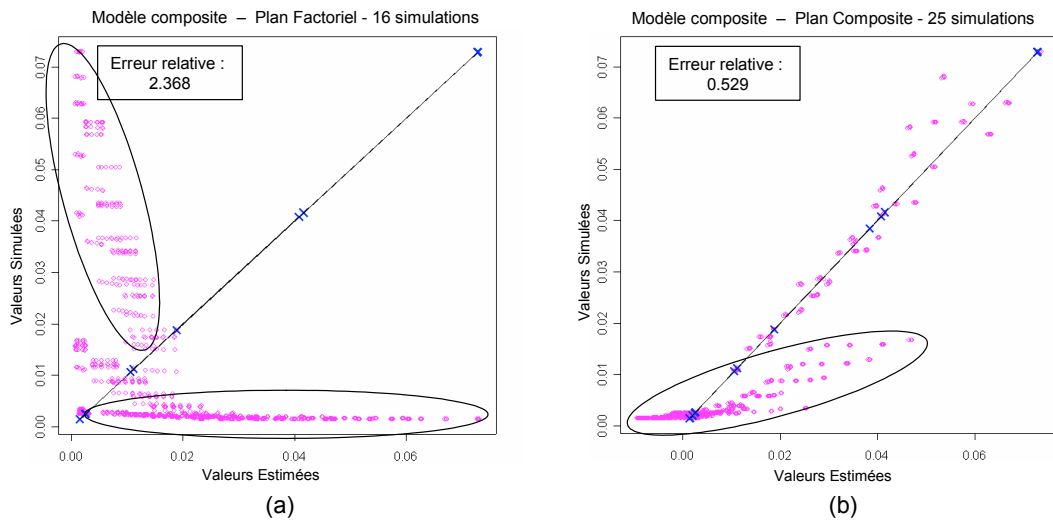 Modèle composite – Plan Factoriel - 16 simulations
Erreur relative :
2.368
Valeurs Simulées
0.07
0.06
0.05
0.04
0.03
0.02
0.01
0.00
0.00
0.02
0.04
0.06
Valeurs Estimées
(a)
Modèle composite – Plan Composite - 25 simulations
Erreur relative :
0.529
Valeurs Simulées
0.07
0.06
0.05
0.04
0.03
0.02
0.01
0.00
0.00
0.02
0.04
0.06
Valeurs Estimées
(b)